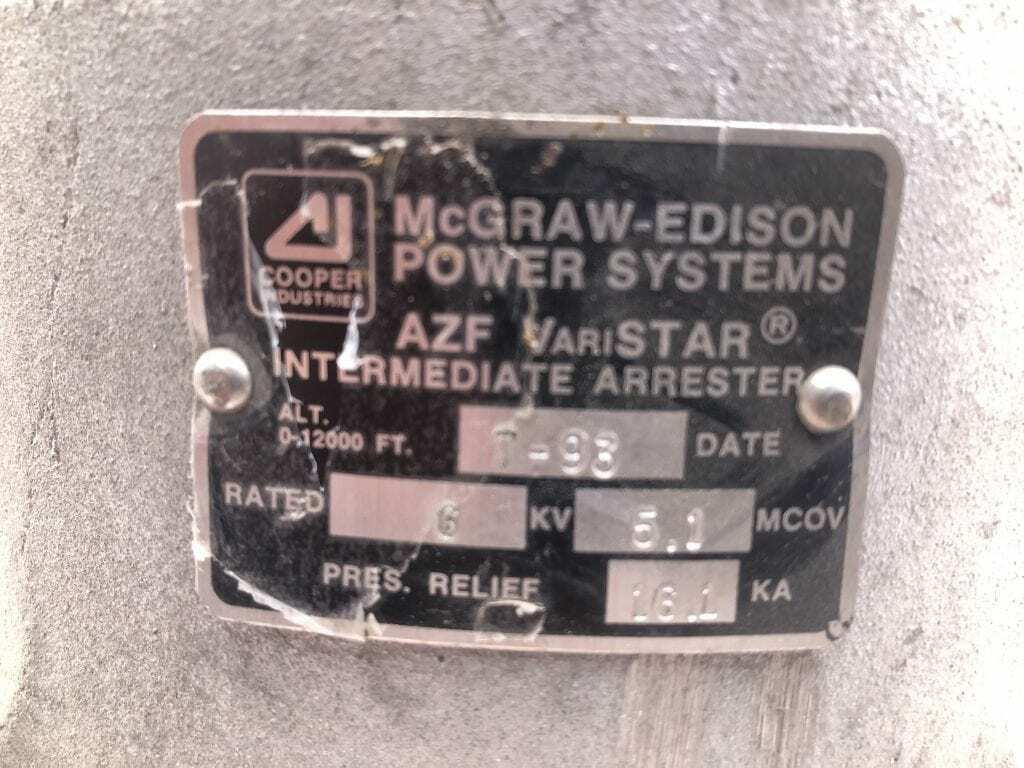 COOPER
INDUSTRIES
McGRAW-EDISON
POWER SYSTEMS
AZF VARISTAR®
INTERMEDIATE ARRESTER
ALT.
0-12000 FT.
T-93 DATE
RATED 6 KV 5.1 MCOV
PRES. RELIEF 16.1 KA